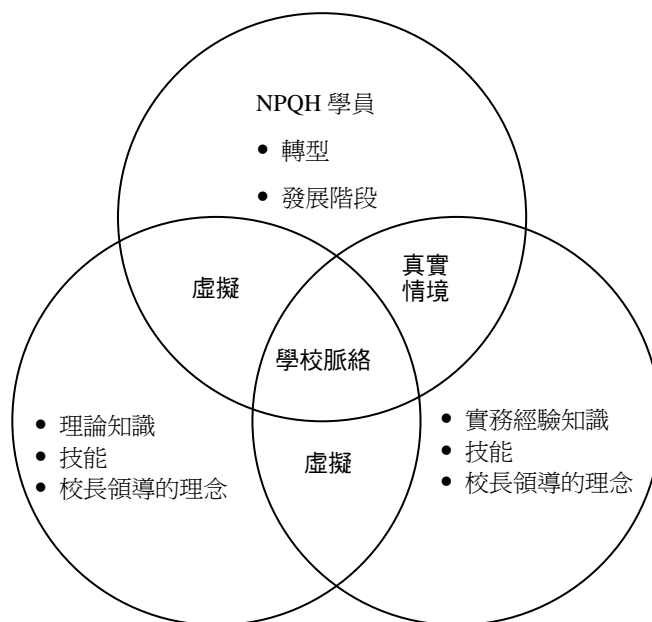 NPQH 學員
● 轉型
● 發展階段
虛擬
真實
情境
學校脈絡
● 理論知識
● 技能
● 校長領導的理念
虛擬
● 實務經驗知識
● 技能
● 校長領導的理念